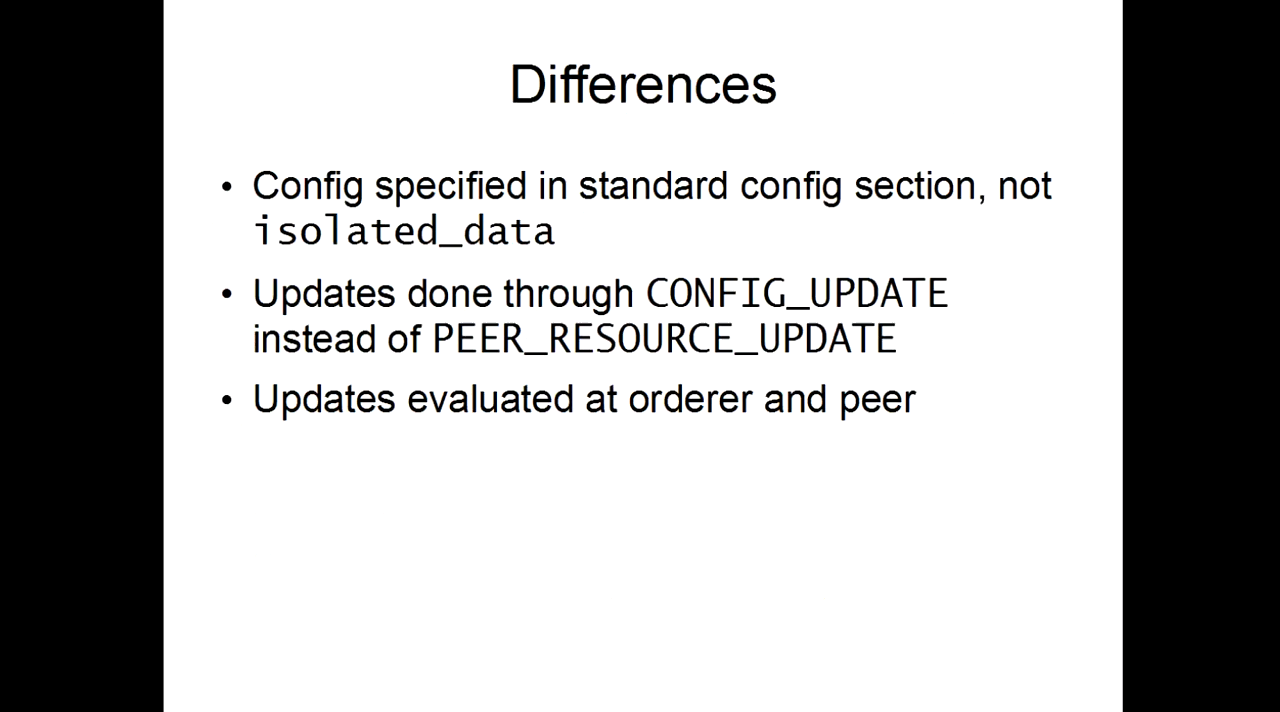 Differences
• Config specified in standard config section, not
isolated_data
• Updates done through CONFIG_UPDATE
instead of PEER_RESOURCE_UPDATE
• Updates evaluated at orderer and peer